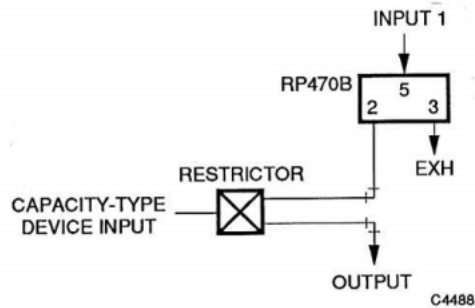 INPUT 1
RP470B
5
2 3
EXH
RESTRICTOR
CAPACITY-TYPE
DEVICE INPUT
OUTPUT
C4488